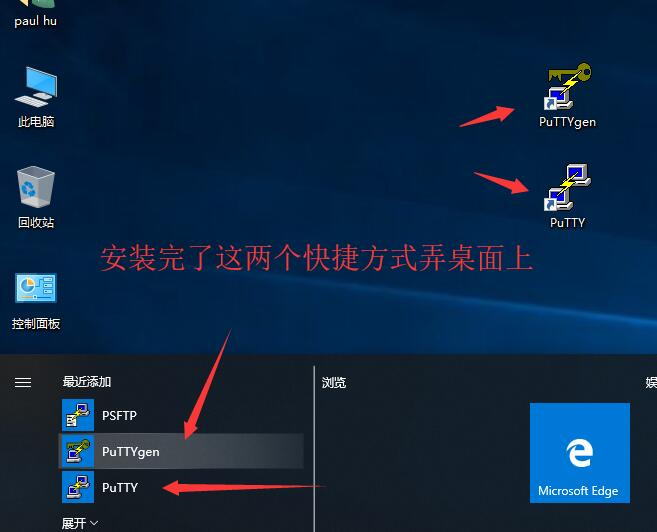 paul hu
此电脑
回收站
控制面板
PuTTYgen
PuTTY
安装完了这两个快捷方式弄桌面上
最近添加
PSFTP
PuTTYgen
PuTTY
展开
浏览
娱
Microsoft Edge